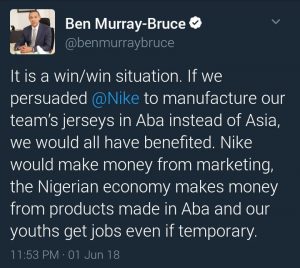 Ben Murray-Bruce
@benmurraybruce
It is a win/win situation. If we
persuaded @Nike to manufacture our
team's jerseys in Aba instead of Asia,
we would all have benefited. Nike
would make money from marketing,
the Nigerian economy makes money
from products made in Aba and our
youths get jobs even if temporary.
11:53 PM · 01 Jun 18